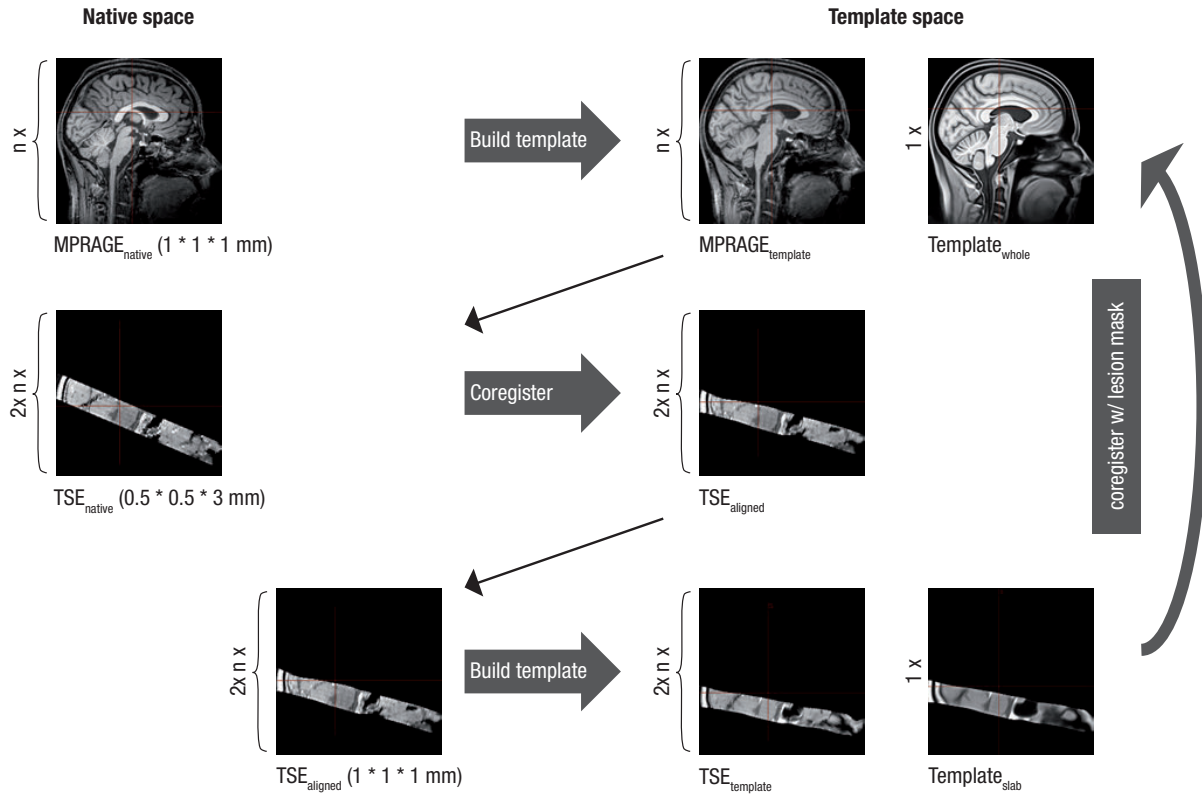 Native space
Template space
n x
Build template
n x
1 x
MPRAGEnative (1 * 1 * 1 mm)
MPRAGEtemplate
Templatewhole
2x n x
Coregister
2x n x
coregister w/ lesion mask
TSEnative (0.5 * 0.5 * 3 mm)
TSEaligned
2x n x
Build template
2x n x
1 x
TSEaligned (1 * 1 * 1 mm)
TSEtemplate
Templateslab